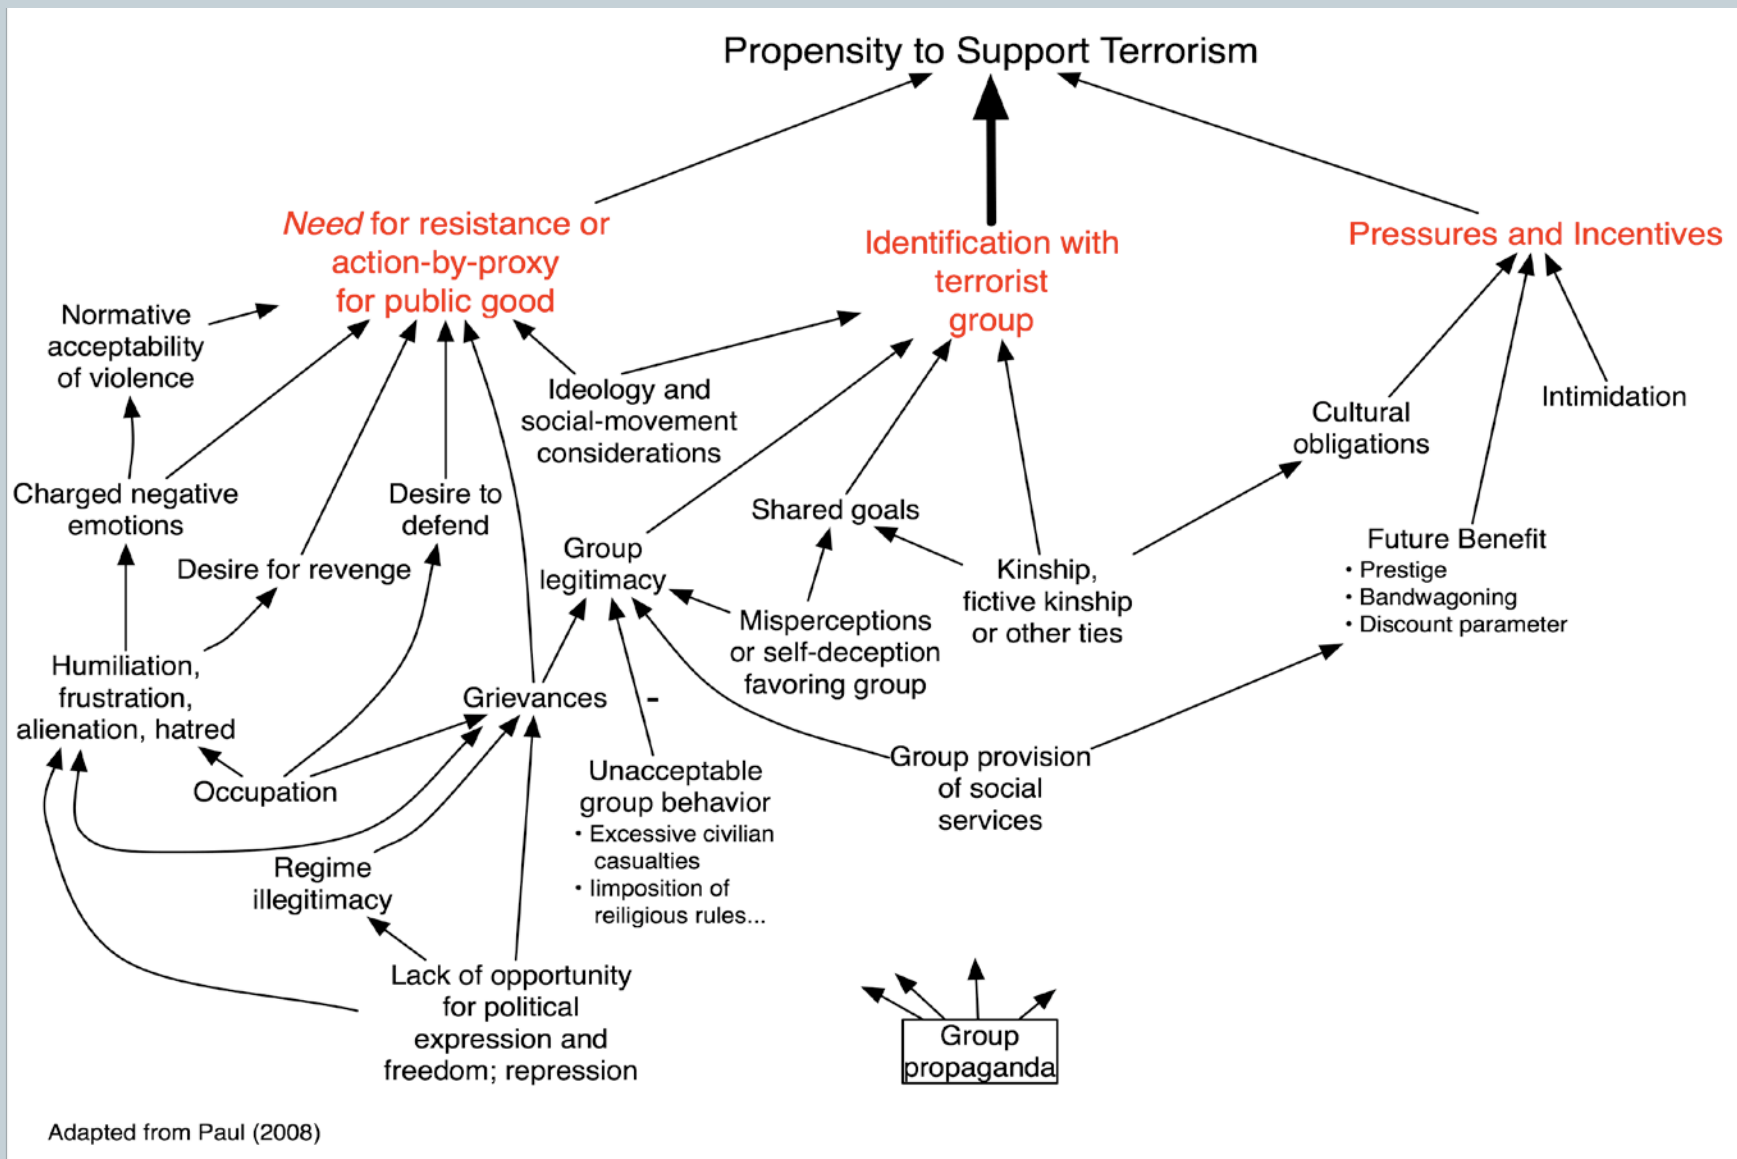 Propensity to Support Terrorism
Need for resistance or
action-by-proxy
for public good
Identification with
terrorist
group
Pressures and Incentives
Normative
acceptability
of violence
Ideology and
social-movement
considerations
Cultural
obligations
Intimidation
Charged negative
emotions
Desire to
defend
Shared goals
Desire for revenge
Group
legitimacy
Kinship,
fictive kinship
or other ties
Future Benefit
• Prestige
• Bandwagoning
• Discount parameter
Misperceptions
or self-deception
favoring group
Humiliation,
frustration,
alienation, hatred
Grievances
-
Occupation
Unacceptable
group behavior
• Excessive civilian
casualties
• Iimposition of
reiligious rules...
Group provision
of social
services
Regime
illegitimacy
Lack of opportunity
for political
expression and
freedom; repression
Group
propaganda
Adapted from Paul (2008)